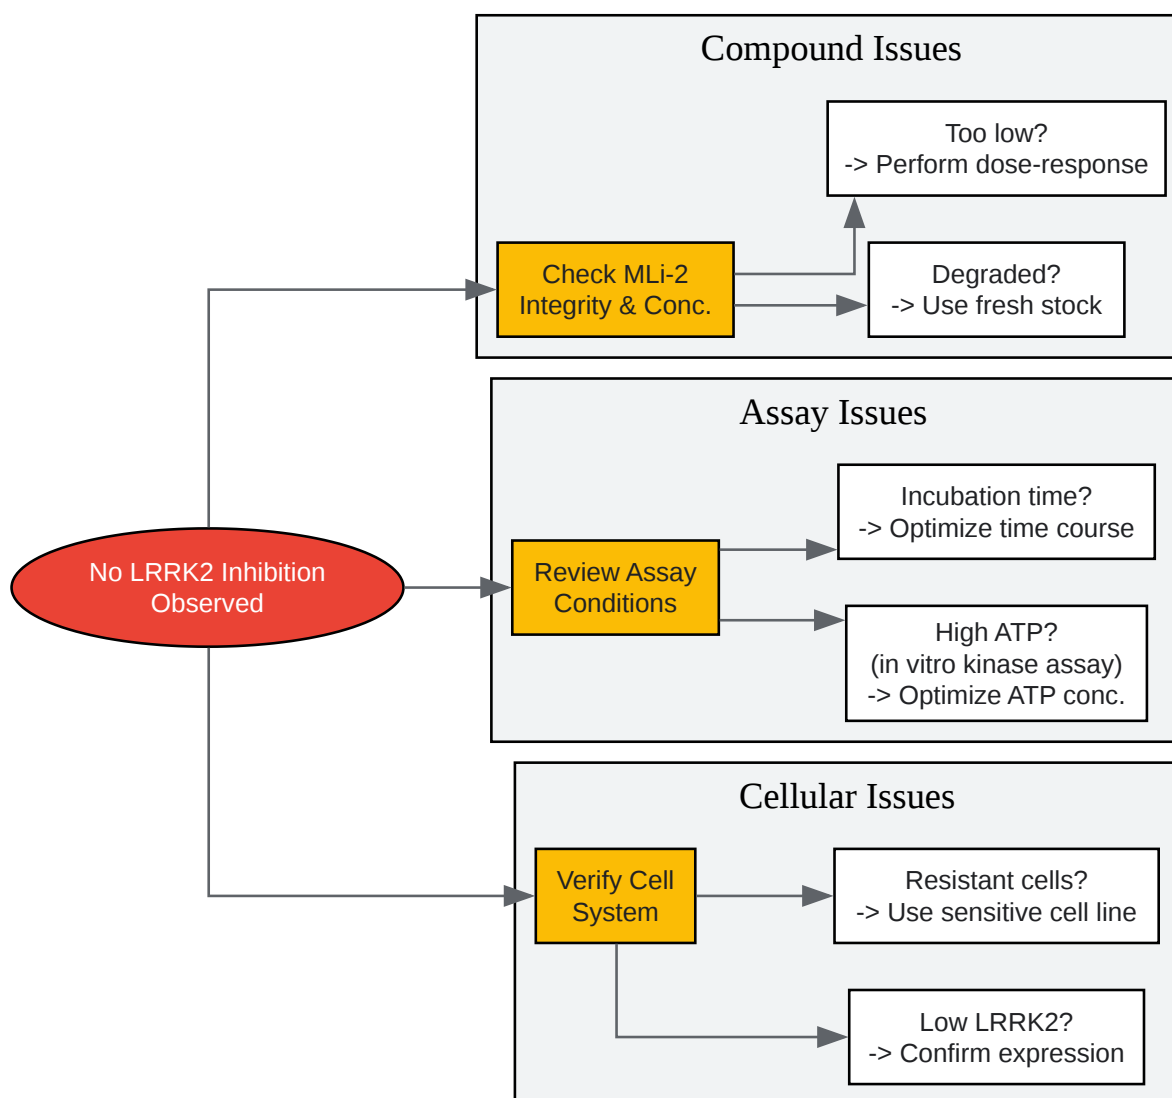 Compound Issues
Too low?
-> Perform dose-response
Check MLi-2
Integrity & Conc.
Degraded?
-> Use fresh stock
Assay Issues
Incubation time?
-> Optimize time course
No LRRK2 Inhibition
Observed
Review Assay
Conditions
High ATP?
(in vitro kinase assay)
-> Optimize ATP conc.
Cellular Issues
Verify Cell
System
Resistant cells?
-> Use sensitive cell line
Low LRRK2?
-> Confirm expression